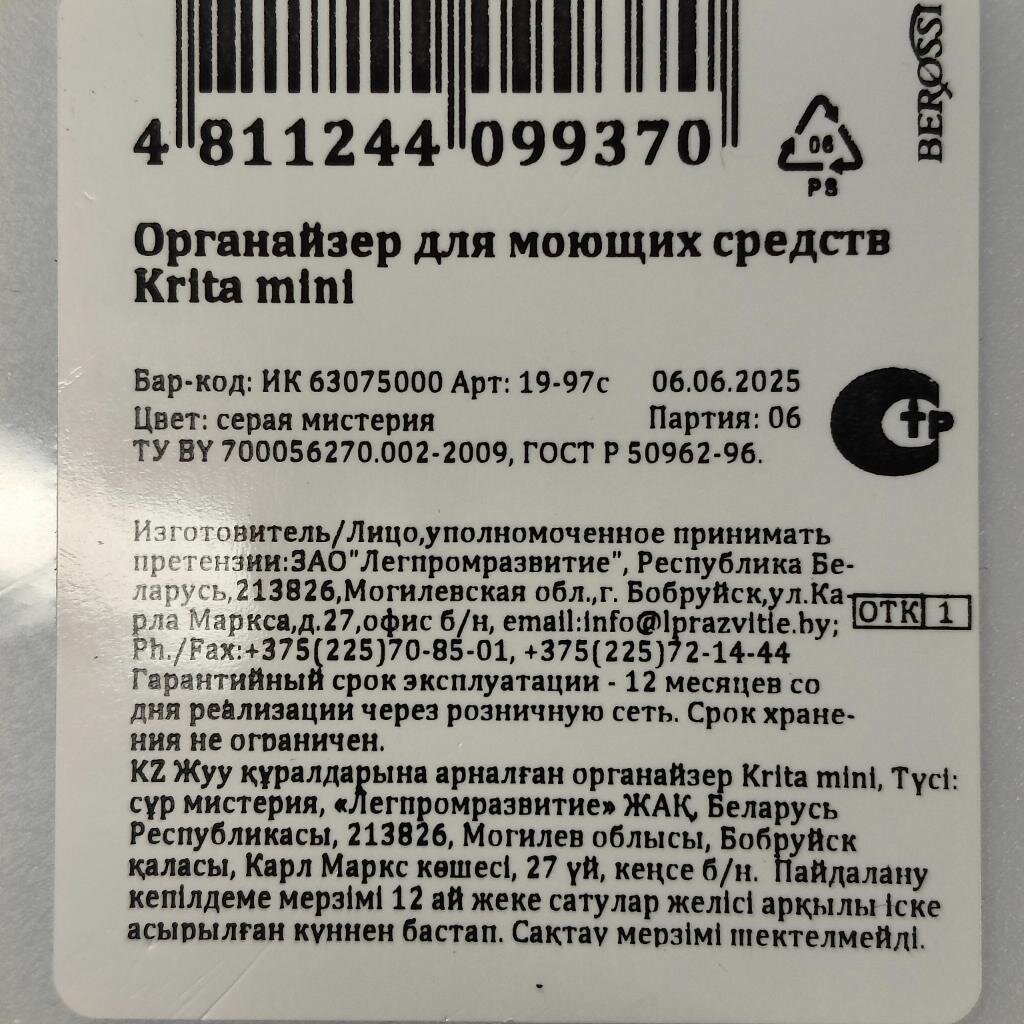 BERØSSI
4 811244 099370
06
PS
Органайзер для моющих средств
Krita mini
Бар-код: ИК 63075000 Арт: 19-97с 06.06.2025
Цвет: серая мистерия Партия: 06
ТУ BY 700056270.002-2009, ГОСТ Р 50962-96.
Изготовитель/Лицо,уполномоченное принимать
претензии:ЗАО"Легпромразвитие", Республика Бе-
ларусь,213826,Могилевская обл.,г. Бобруйск,ул.Ка-
рла Маркса,д.27,офис б/н, email:info@lprazvitie.by;
ОТК 1
Ph./Fax:+375(225)70-85-01, +375(225)72-14-44
Гарантийный срок эксплуатации - 12 месяцев со
дня реализации через розничную сеть. Срок хране-
ния не ограничен.
KZ Жуу құралдарына арналған органайзер Krita mini, Түсі:
сұр мистерия, «Легпромразвитие» ЖАҚ, Беларусь
Республикасы, 213826, Могилев облысы, Бобруйск
қаласы, Карл Маркс көшесі, 27 үй, кеңсе б/н. Пайдалану
кепілдеме мерзімі 12 ай жеке сатулар желісі арқылы іске
асырылған күннен бастап. Сақтау мерзімі шектелмейді.